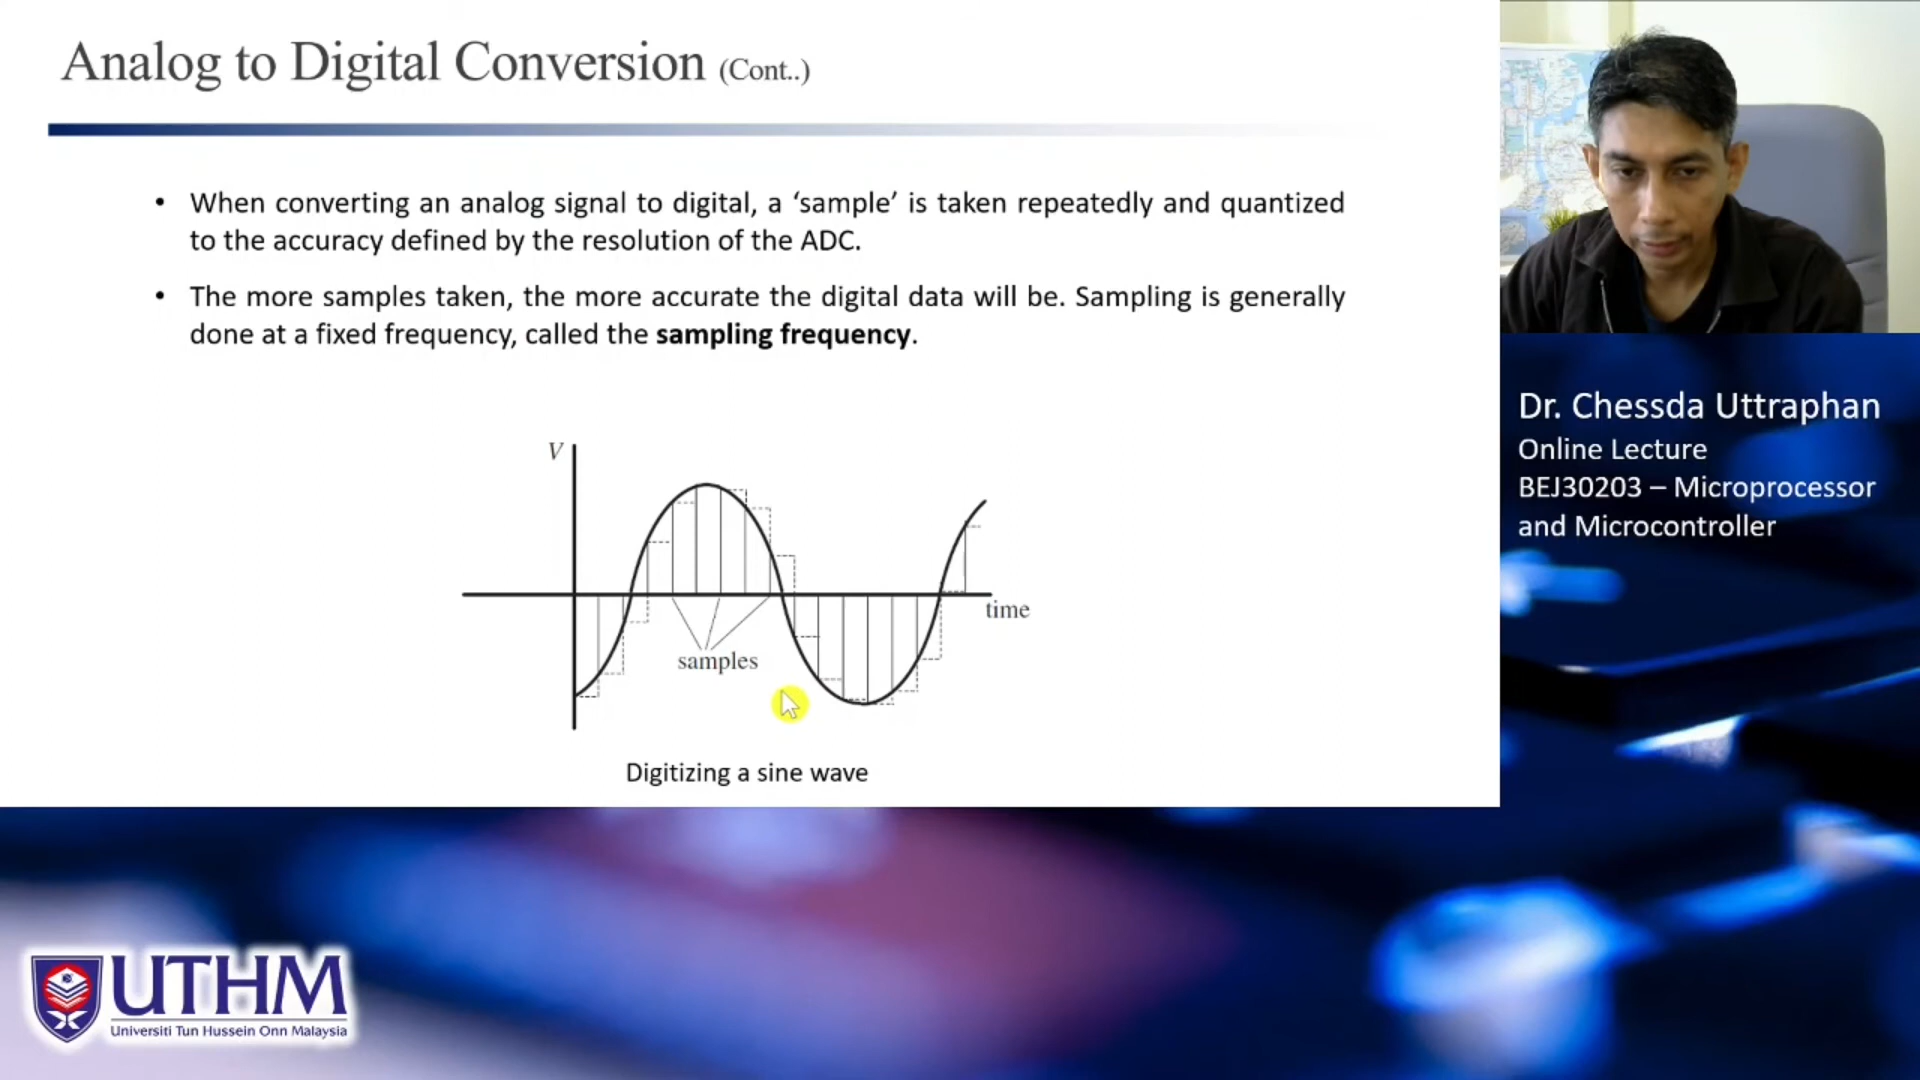 Analog to Digital Conversion (Cont..)
• When converting an analog signal to digital, a ‘sample’ is taken repeatedly and quantized
to the accuracy defined by the resolution of the ADC.
• The more samples taken, the more accurate the digital data will be. Sampling is generally
done at a fixed frequency, called the sampling frequency.
V
time
samples
Digitizing a sine wave
Dr. Chessda Uttraphan
Online Lecture
BEJ30203 – Microprocessor
and Microcontroller
UTHM
Universiti Tun Hussein Onn Malaysia